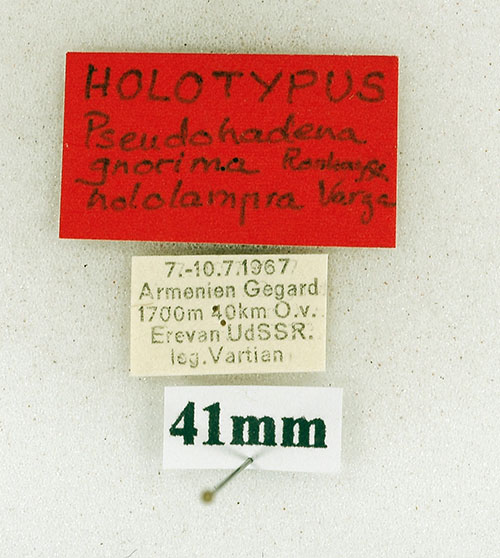 HOLOTYPUS
Pseudohadena
gnorima
hololampra Varga
7.-10.7.1967
Armenien Gegard
1700m 40km O.v.
Erevan UdSSR.
leg.Vartian
41mm